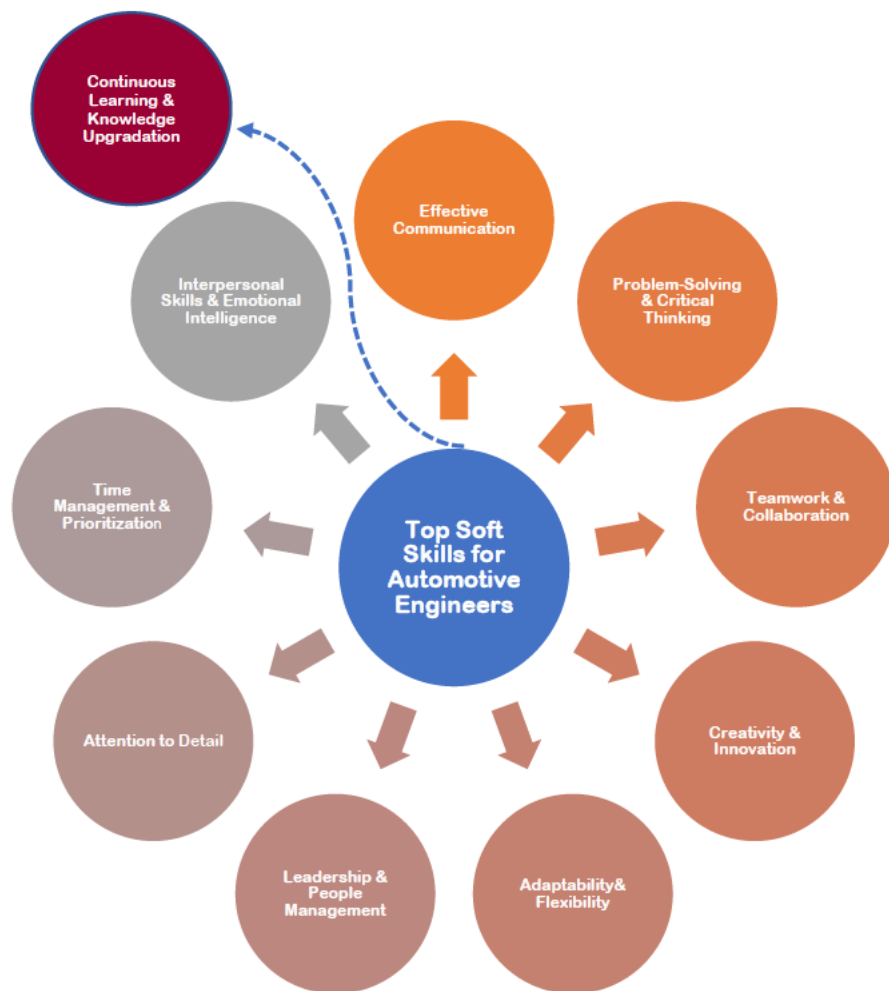 Continuous
Learning &
Knowledge
Upgradation
Effective
Communication
Problem-Solving
& Critical
Thinking
Interpersonal
Skills & Emotional
Intelligence
Time
Management &
Prioritization
Teamwork &
Collaboration
Top Soft
Skills for
Automotive
Engineers
Attention to Detail
Creativity &
Innovation
Leadership &
People
Management
Adaptability&
Flexibility